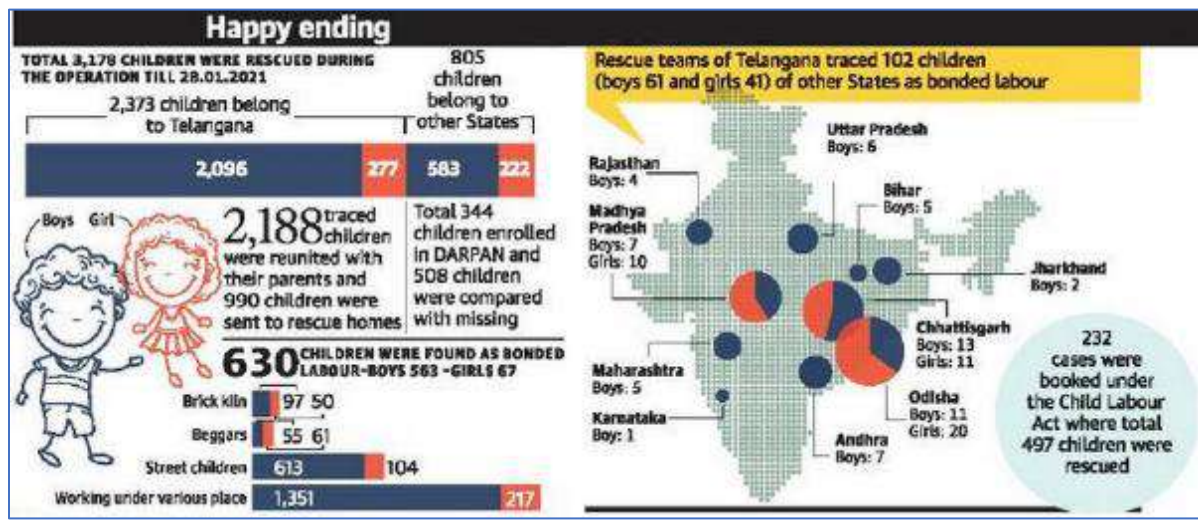 Happy ending
TOTAL 3,178 CHILDREN WERE RESCUED DURING
THE OPERATION TILL 28.01.2021
2,373 children belong
to Telangana
805
children
belong to
other States
2,096
277
583
222
Boys
Girl
2,188 traced
children
were reunited with
their parents and
990 children were
sent to rescue homes
Total 344
children enrolled
in DARPAN and
508 children
were compared
with missing
630 CHILDREN WERE FOUND AS BONDED
LABOUR-BOYS 563 -GIRLS 67
Brick kiln 97 50
Beggars 55 61
Street children 613 104
Working under various place 1,351 217
Rescue teams of Telangana traced 102 children
(boys 61 and girls 41) of other States as bonded labour
Uttar Pradesh
Boys: 6
Rajasthan
Boys: 4
Bihar
Boys: 5
Madhya
Pradesh
Boys: 7
Girls: 10
Jharkhand
Boys: 2
Chhattisgarh
Boys: 13
Girls: 11
Maharashtra
Boys: 5
Odisha
Boys: 11
Girls: 20
Karnataka
Boy: 1
Andhra
Boys: 7
232
cases were
booked under
the Child Labour
Act where total
497 children were
rescued